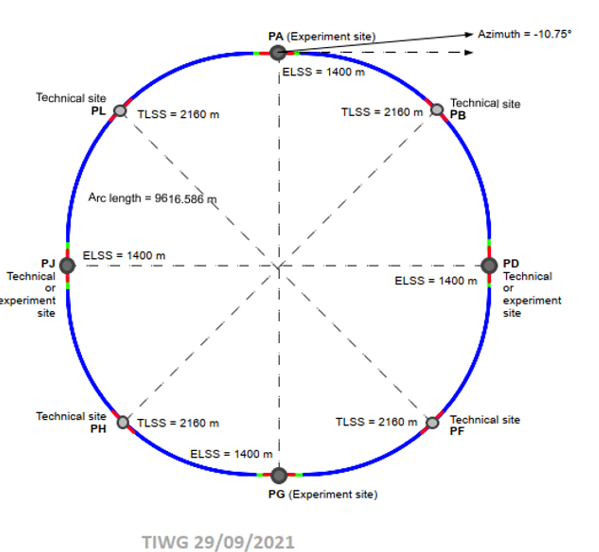 PA (Experiment site)
Azimuth = -10.75°
ELSS = 1400 m
Technical site
PL
TLSS = 2160 m
TLSS = 2160 m
Technical site
PB
Arc length = 9616.586 m
PJ
Technical
or
experiment
site
ELSS = 1400 m
ELSS = 1400 m
PD
Technical
or
experiment
site
Technical site
PH
TLSS = 2160 m
TLSS = 2160 m
Technical site
PF
ELSS = 1400 m
PG (Experiment site)
TIWG 29/09/2021